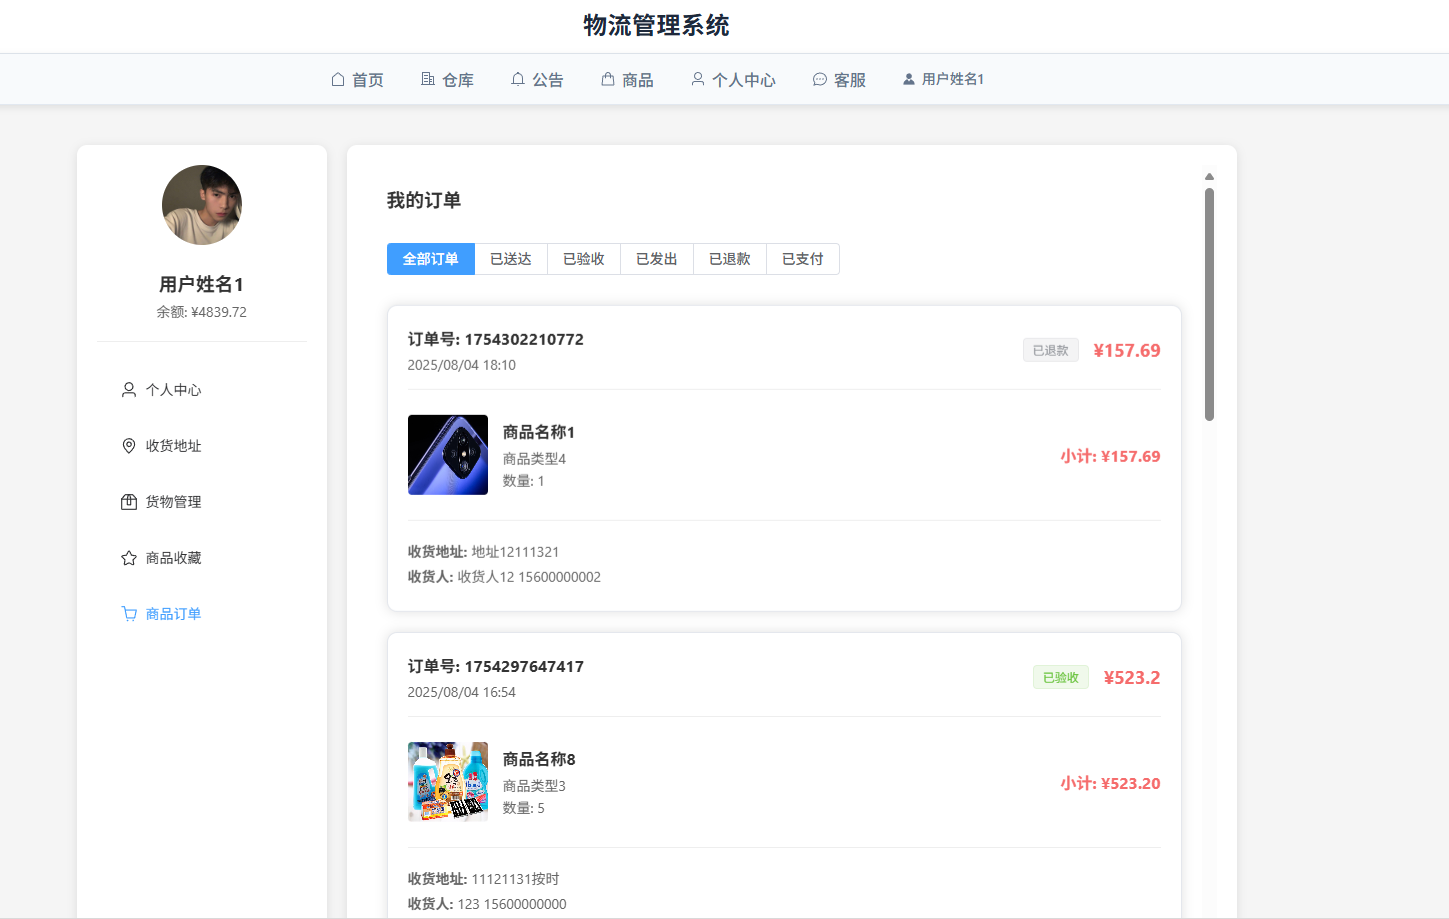 物流管理系统
首页 仓库 公告 商品 个人中心 客服 用户姓名1
用户姓名1
余额: ¥4839.72
个人中心
收货地址
货物管理
商品收藏
商品订单
我的订单
全部订单 已送达 已验收 已发出 已退款 已支付
订单号: 1754302210772
2025/08/04 18:10
已退款 ¥157.69
商品名称1
商品类型4
数量: 1
小计: ¥157.69
收货地址: 地址12111321
收货人: 收货人12 15600000002
订单号: 1754297647417
2025/08/04 16:54
已验收 ¥523.2
商品名称8
商品类型3
数量: 5
小计: ¥523.20
收货地址: 11121131按时
收货人: 123 15600000000